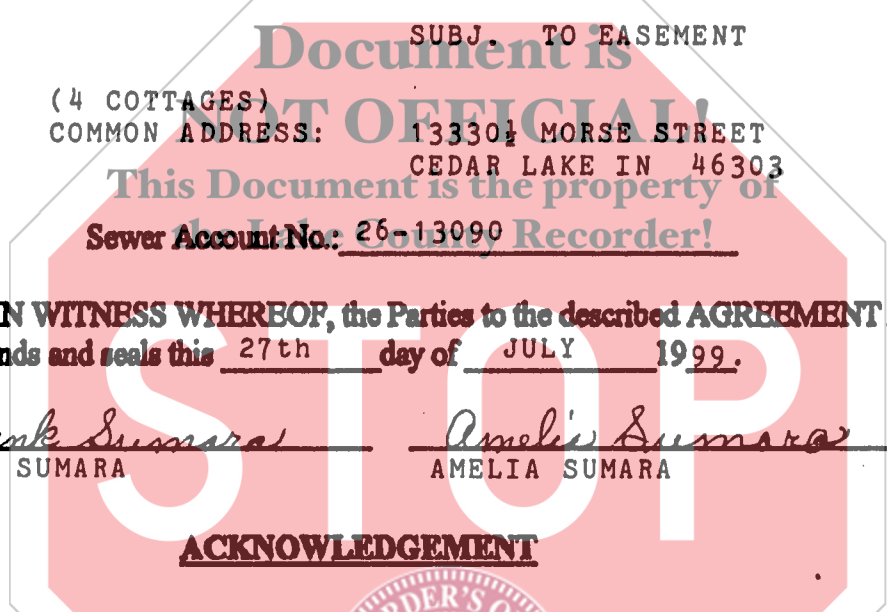 SUBJ. TO EASEMENT
Document is
(4 COTTAGES)
NOT OFFICIAL!
COMMON ADDRESS: 13330½ MORSE STREET
CEDAR LAKE IN 46303
This Document is the property of
the Lake County Recorder!
Sewer Account No.: 26-13090
N WITNESS WHEREOF, the Parties to the described AGREEMENT
nds and seals this 27th day of JULY 1999.
STOP
nk Sumara Amelia Sumara
SUMARA AMELIA SUMARA
ACKNOWLEDGEMENT
RDER'S O